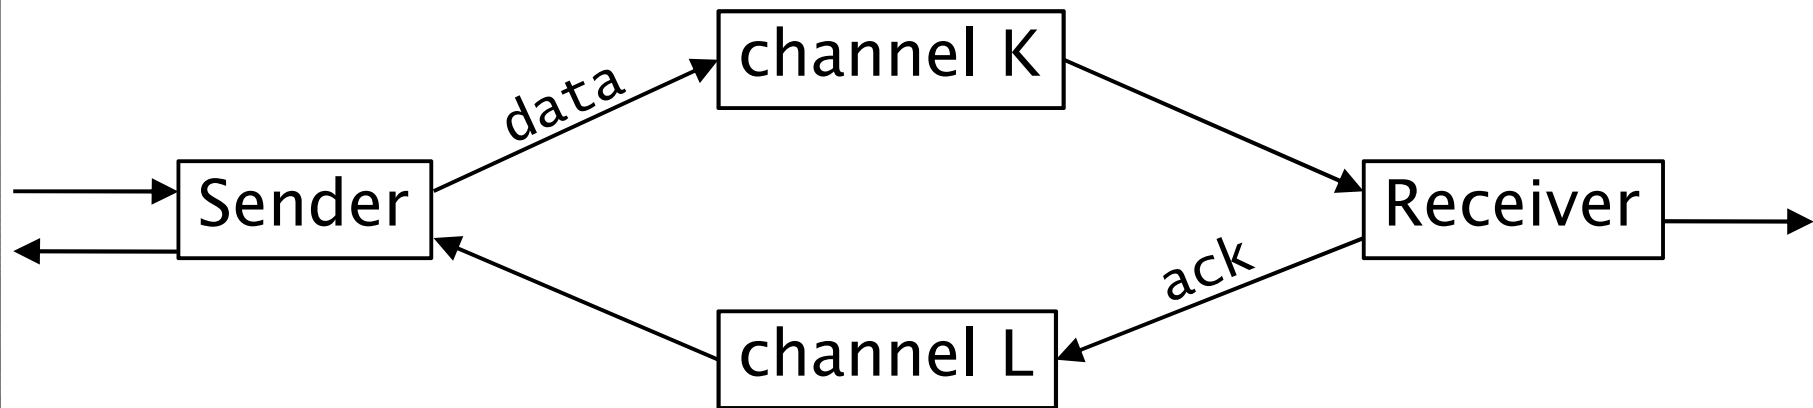 channel K
data
Sender
Receiver
ack
channel L